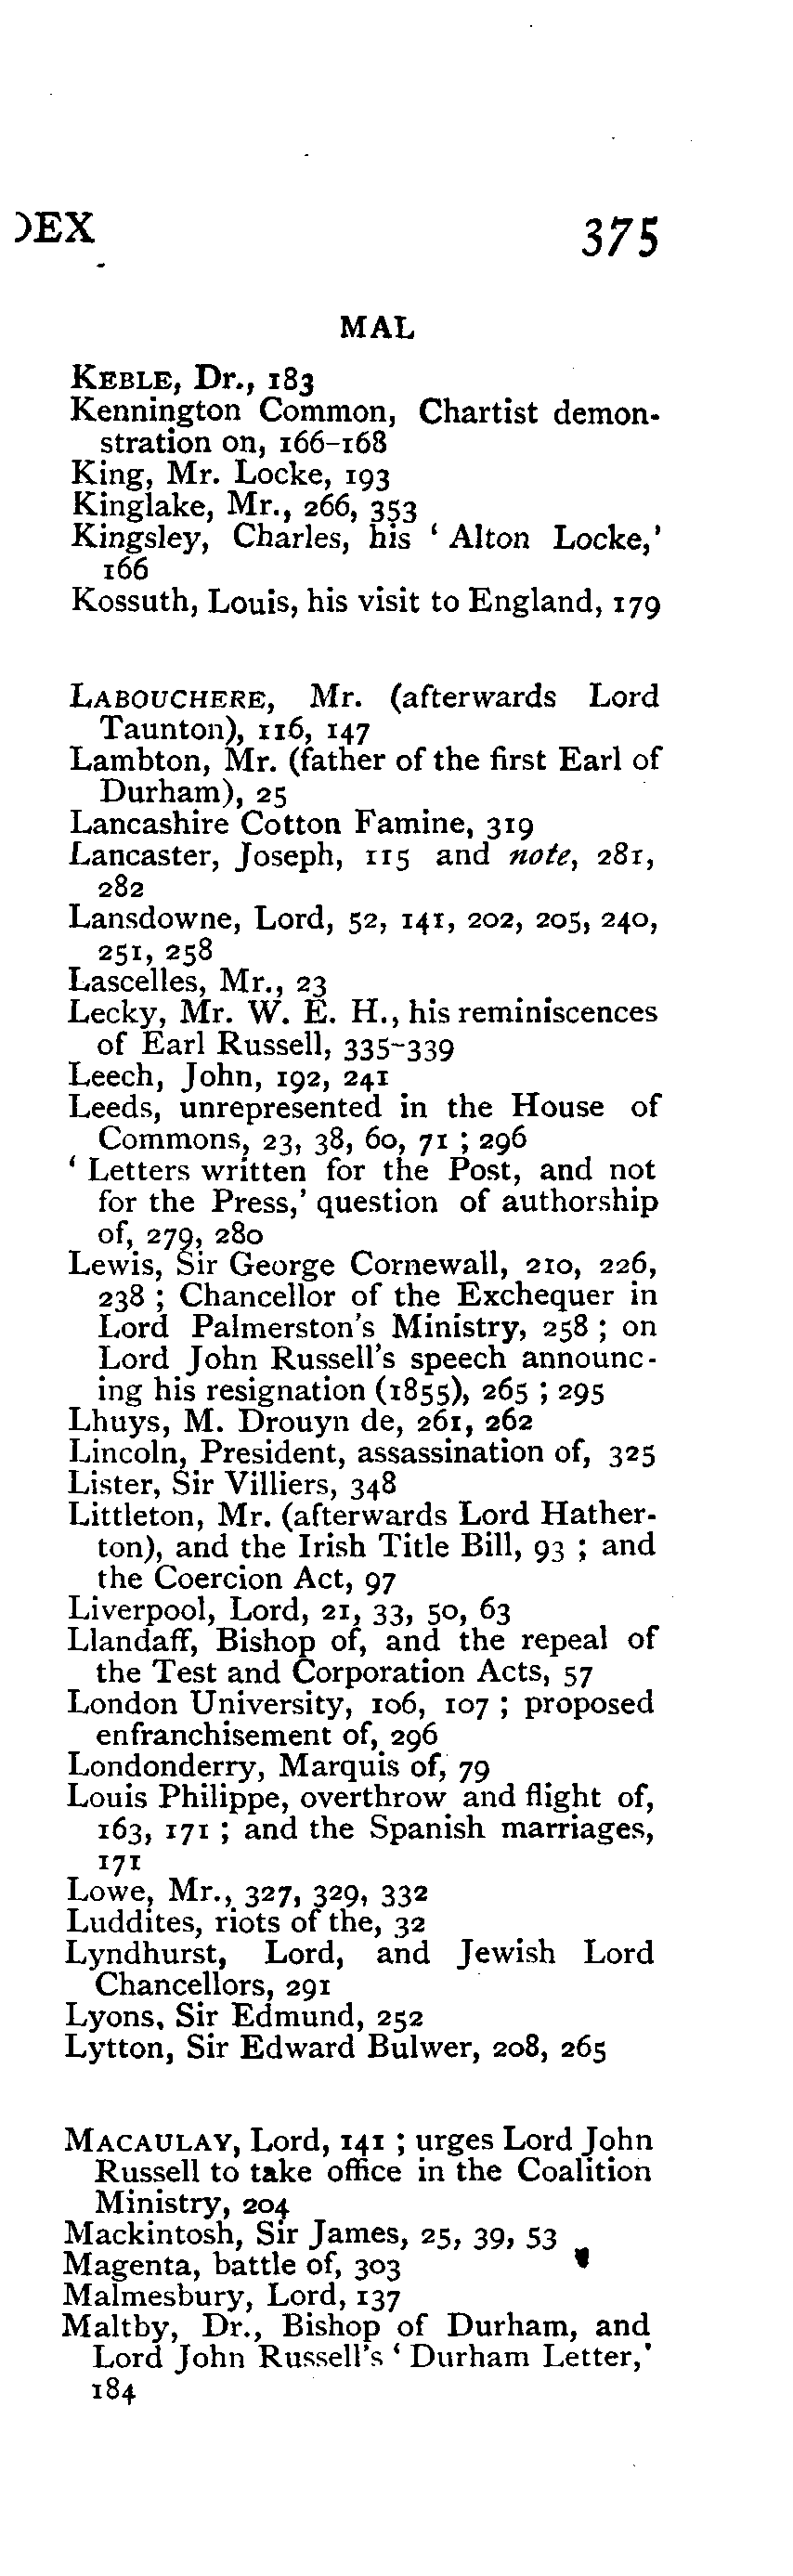 DEX 375
MAL
KEBLE, Dr., 183
Kennington Common, Chartist demon-
stration on, 166–168
King, Mr. Locke, 193
Kinglake, Mr., 266, 353
Kingsley, Charles, his ‘ Alton Locke,’
166
Kossuth, Louis, his visit to England, 179
LABOUCHERE, Mr. (afterwards Lord
Taunton), 116, 147
Lambton, Mr. (father of the first Earl of
Durham), 25
Lancashire Cotton Famine, 319
Lancaster, Joseph, 115 and note, 281,
282
Lansdowne, Lord, 52, 141, 202, 205, 240,
251, 258
Lascelles, Mr., 23
Lecky, Mr. W. E. H., his reminiscences
of Earl Russell, 335–339
Leech, John, 192, 241
Leeds, unrepresented in the House of
Commons, 23, 38, 60, 71 ; 296
‘ Letters written for the Post, and not
for the Press,’ question of authorship
of, 279, 280
Lewis, Sir George Cornewall, 210, 226,
238 ; Chancellor of the Exchequer in
Lord Palmerston’s Ministry, 258 ; on
Lord John Russell’s speech announc-
ing his resignation (1855), 265 ; 295
Lhuys, M. Drouyn de, 261, 262
Lincoln, President, assassination of, 325
Lister, Sir Villiers, 348
Littleton, Mr. (afterwards Lord Hather-
ton), and the Irish Title Bill, 93 ; and
the Coercion Act, 97
Liverpool, Lord, 21, 33, 50, 63
Llandaff, Bishop of, and the repeal of
the Test and Corporation Acts, 57
London University, 106, 107 ; proposed
enfranchisement of, 296
Londonderry, Marquis of, 79
Louis Philippe, overthrow and flight of,
163, 171 ; and the Spanish marriages,
171
Lowe, Mr., 327, 329, 332
Luddites, riots of the, 32
Lyndhurst, Lord, and Jewish Lord
Chancellors, 291
Lyons, Sir Edmund, 252
Lytton, Sir Edward Bulwer, 208, 265
MACAULAY, Lord, 141 ; urges Lord John
Russell to take office in the Coalition
Ministry, 204
Mackintosh, Sir James, 25, 39, 53
Magenta, battle of, 303
Malmesbury, Lord, 137
Maltby, Dr., Bishop of Durham, and
Lord John Russell’s ‘ Durham Letter,’
184